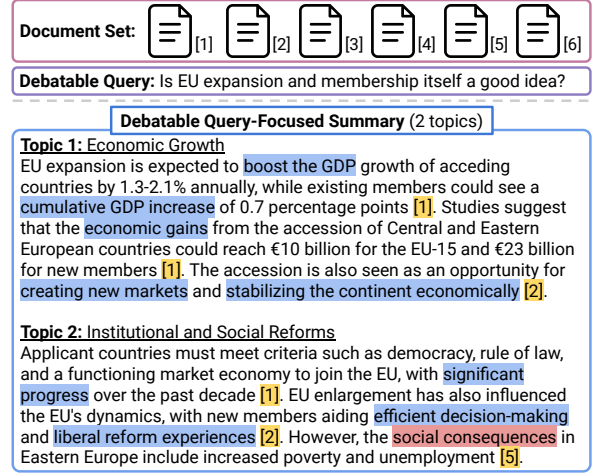 Document Set: [1] [2] [3] [4] [5] [6]
Debatable Query: Is EU expansion and membership itself a good idea?
Debatable Query-Focused Summary (2 topics)
Topic 1: Economic Growth
EU expansion is expected to boost the GDP growth of acceding
countries by 1.3-2.1% annually, while existing members could see a
cumulative GDP increase of 0.7 percentage points [1]. Studies suggest
that the economic gains from the accession of Central and Eastern
European countries could reach €10 billion for the EU-15 and €23 billion
for new members [1]. The accession is also seen as an opportunity for
creating new markets and stabilizing the continent economically [2].
Topic 2: Institutional and Social Reforms
Applicant countries must meet criteria such as democracy, rule of law,
and a functioning market economy to join the EU, with significant
progress over the past decade [1]. EU enlargement has also influenced
the EU's dynamics, with new members aiding efficient decision-making
and liberal reform experiences [2]. However, the social consequences in
Eastern Europe include increased poverty and unemployment [5].